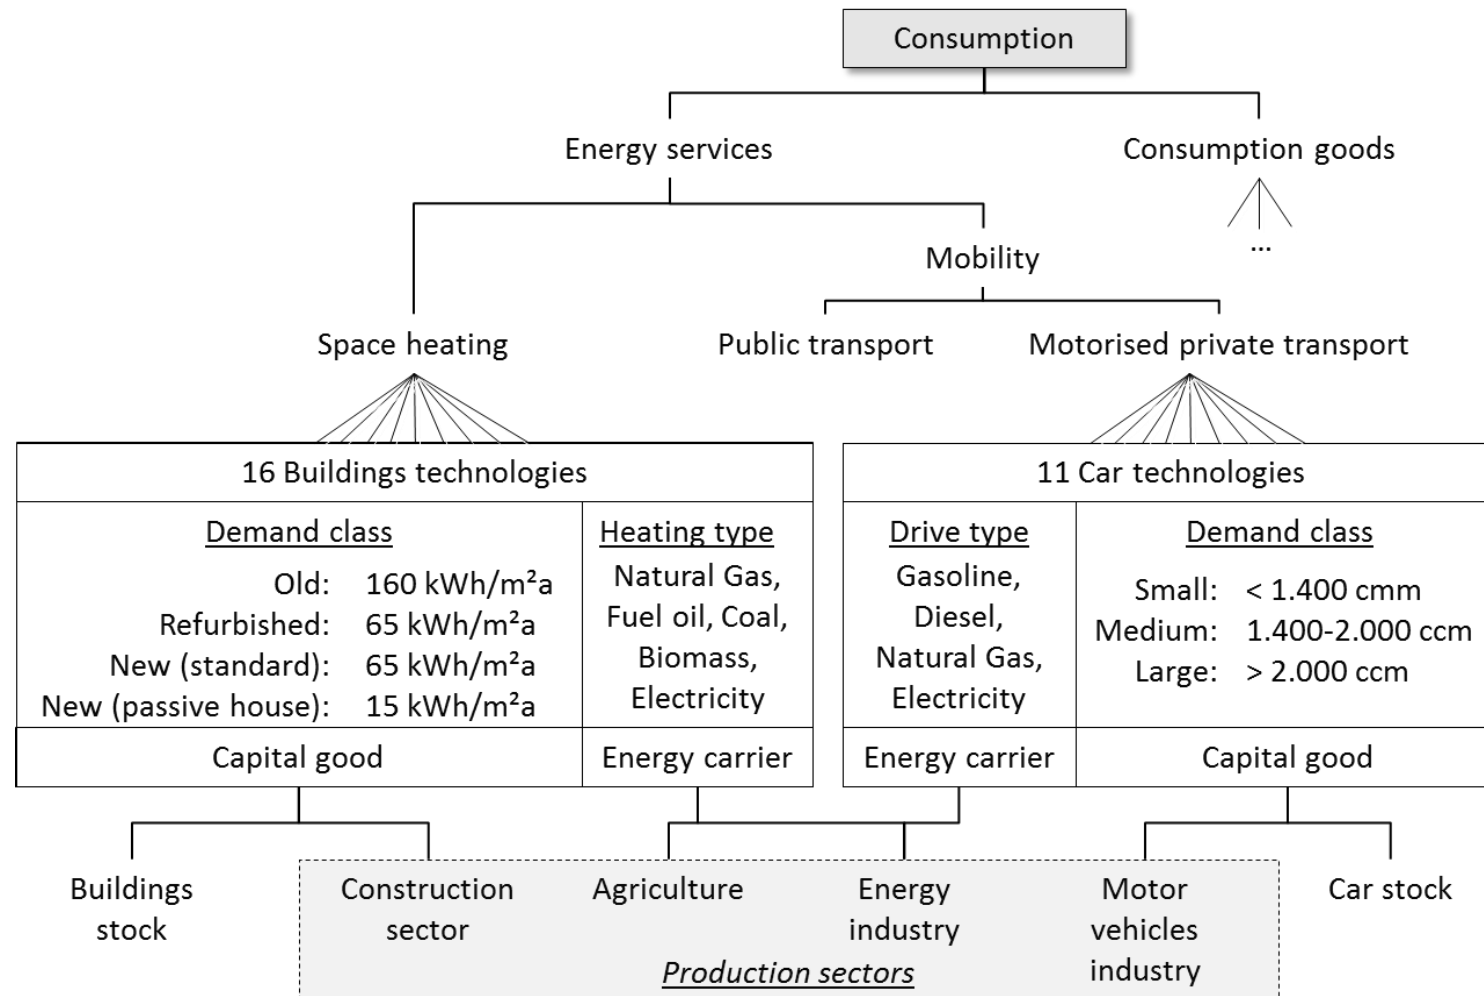 Consumption
Energy services
Consumption goods
...
Mobility
Space heating
Public transport
Motorised private transport
16 Buildings technologies
Demand class
Old: 160 kWh/m²a
Refurbished: 65 kWh/m²a
New (standard): 65 kWh/m²a
New (passive house): 15 kWh/m²a
Heating type
Natural Gas,
Fuel oil, Coal,
Biomass,
Electricity
Capital good
Energy carrier
11 Car technologies
Drive type
Gasoline,
Diesel,
Natural Gas,
Electricity
Demand class
Small: < 1.400 cmm
Medium: 1.400-2.000 ccm
Large: > 2.000 ccm
Energy carrier
Capital good
Buildings
stock
Construction
sector
Agriculture
Energy
industry
Motor
vehicles
industry
Car stock
Production sectors